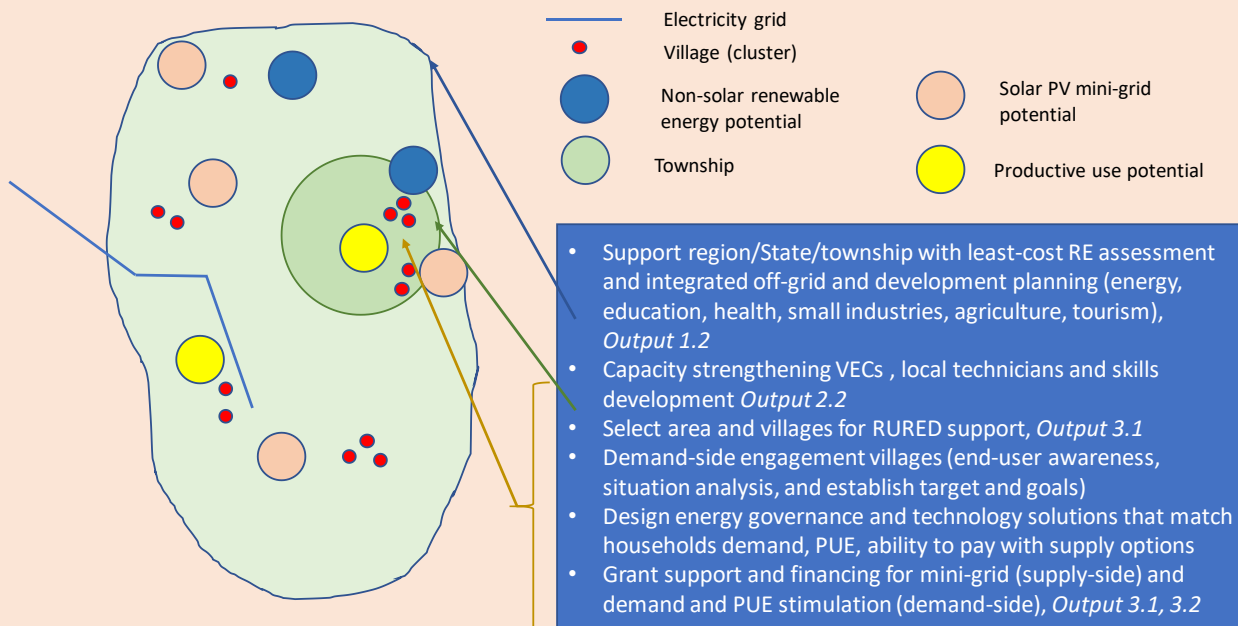 Electricity grid
Village (cluster)
Non-solar renewable
energy potential
Solar PV mini-grid
potential
Township
Productive use potential
• Support region/State/township with least-cost RE assessment
and integrated off-grid and development planning (energy,
education, health, small industries, agriculture, tourism),
Output 1.2
• Capacity strengthening VECs , local technicians and skills
development Output 2.2
• Select area and villages for RURED support, Output 3.1
• Demand-side engagement villages (end-user awareness,
situation analysis, and establish target and goals)
• Design energy governance and technology solutions that match
households demand, PUE, ability to pay with supply options
• Grant support and financing for mini-grid (supply-side) and
demand and PUE stimulation (demand-side), Output 3.1, 3.2